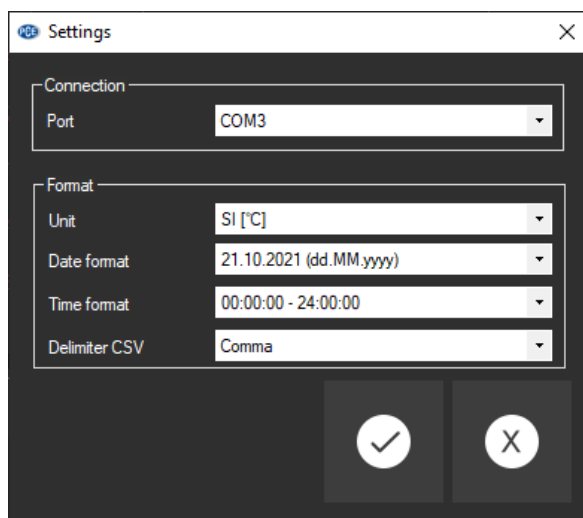 PCE Settings
Connection
Port COM3
Format
Unit SI [°C]
Date format 21.10.2021 (dd.MM.yyyy)
Time format 00:00:00 - 24:00:00
Delimiter CSV Comma
X